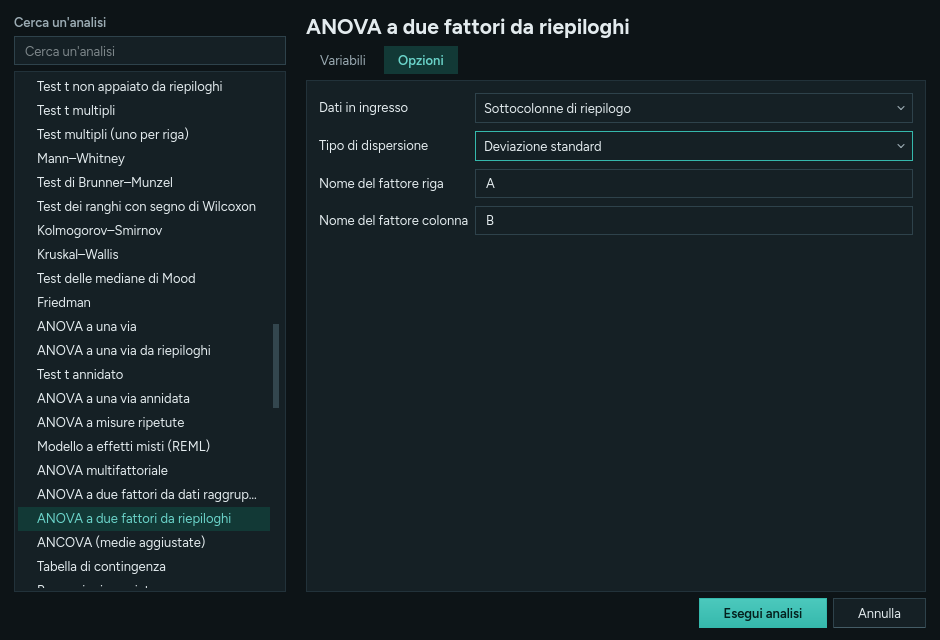 Cerca un'analisi
Cerca un'analisi
Test t non appaiato da riepiloghi
Test t multipli
Test multipli (uno per riga)
Mann–Whitney
Test di Brunner–Munzel
Test dei ranghi con segno di Wilcoxon
Kolmogorov–Smirnov
Kruskal–Wallis
Test delle mediane di Mood
Friedman
ANOVA a una via
ANOVA a una via da riepiloghi
Test t annidato
ANOVA a una via annidata
ANOVA a misure ripetute
Modello a effetti misti (REML)
ANOVA multifattoriale
ANOVA a due fattori da dati raggrup...
ANOVA a due fattori da riepiloghi
ANCOVA (medie aggiustate)
Tabella di contingenza
ANOVA a due fattori da riepiloghi
Variabili
Opzioni
Dati in ingresso
Sottocolonne di riepilogo
Tipo di dispersione
Deviazione standard
Nome del fattore riga
A
Nome del fattore colonna
B
Esegui analisi
Annulla